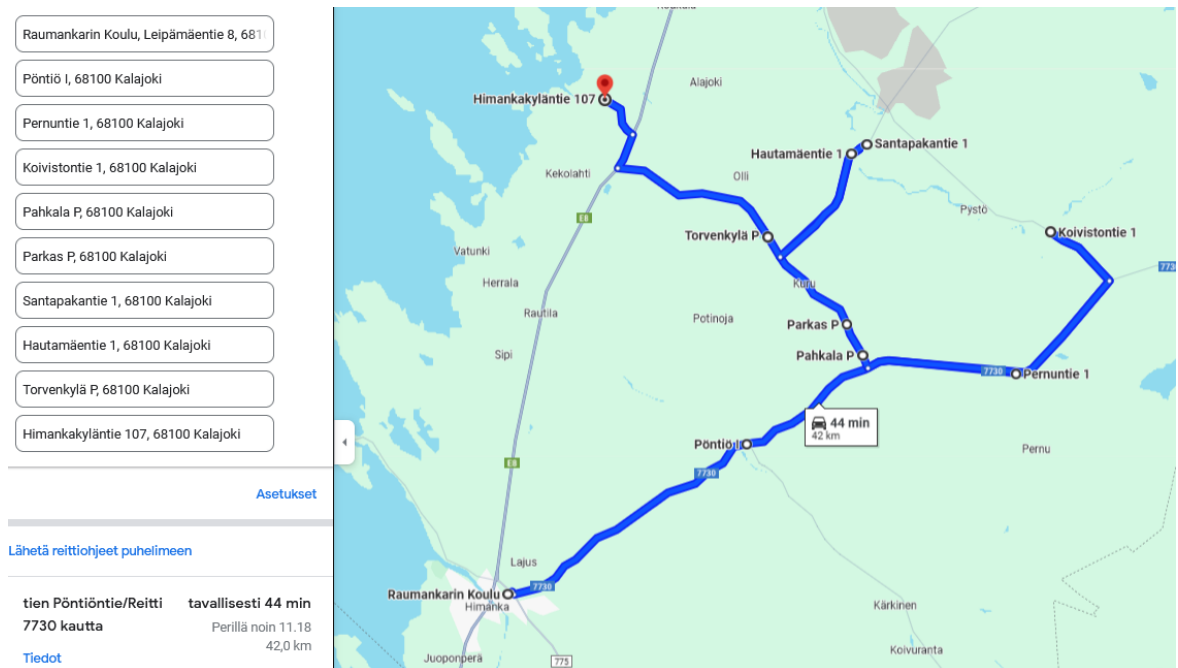 Raumankarin Koulu, Leipämäentie 8, 681
Pöntiö I, 68100 Kalajoki
Pernuntie 1, 68100 Kalajoki
Koivistontie 1, 68100 Kalajoki
Pahkala P, 68100 Kalajoki
Parkas P, 68100 Kalajoki
Santapakantie 1, 68100 Kalajoki
Hautamäentie 1, 68100 Kalajoki
Torvenkylä P, 68100 Kalajoki
Himankakyläntie 107, 68100 Kalajoki
Asetukset
Lähetä reittiohjeet puhelimeen
tien Pöntiöntie/Reitti
7730 kautta
tavallisesti 44 min
Perillä noin 11.18
42,0 km
Tiedot
Alajoki
Himankakyläntie 107
Santapakantie 1
Hautamäentie 1
Kekolahti
Olli
Pystö
E8
Torvenkylä P
Koivistontie 1
Vatunki
773
Herrala
Kuru
Rautila
Potinoja
Parkas P
Sipi
Pahkala P
7730
Pernuntie 1
44 min
42 km
Pöntiö I
Pernu
E8
7730
Lajus
7730
Raumankarin Koulu
Himanka
Kärkinen
Koivuranta
Juoponperä
775